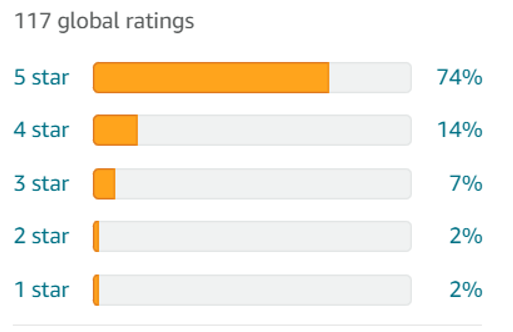 117 global ratings
5 star 74%
4 star 14%
3 star 7%
2 star 2%
1 star 2%